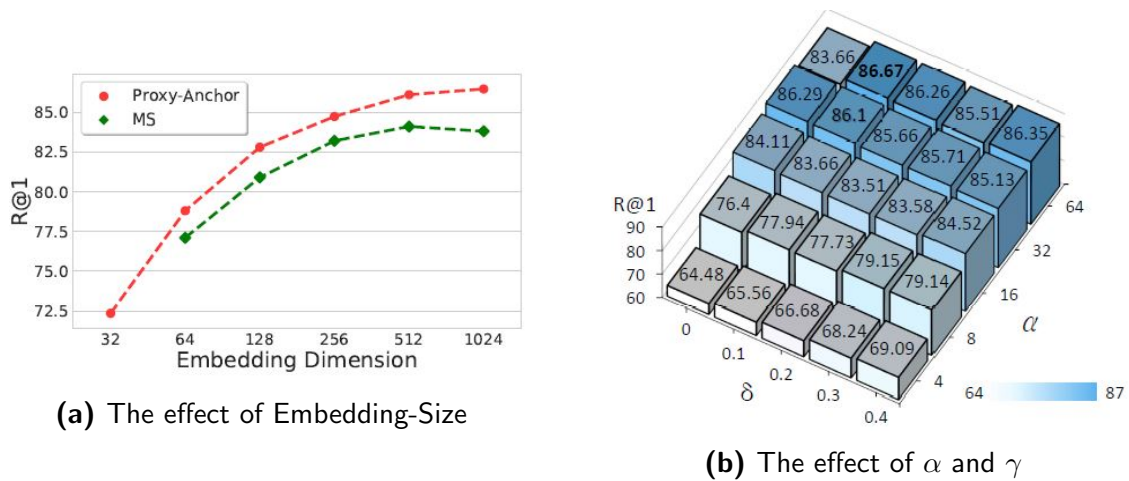 R@1
85.0
82.5
80.0
77.5
75.0
72.5
Proxy-Anchor
MS
32 64 128 256 512 1024
Embedding Dimension
(a) The effect of Embedding-Size
R@1
90
80
70
60
83.66 86.67 86.26 85.51 86.35
86.29 86.1 85.66 85.71 85.13
84.11 83.66 83.51 83.58 84.52
76.4 77.94 77.73 79.15 79.14
64.48 65.56 66.68 68.24 69.09
0 0.1 0.2 0.3 0.4
δ
4 8 16 32 64
α
64 87
(b) The effect of α and γ